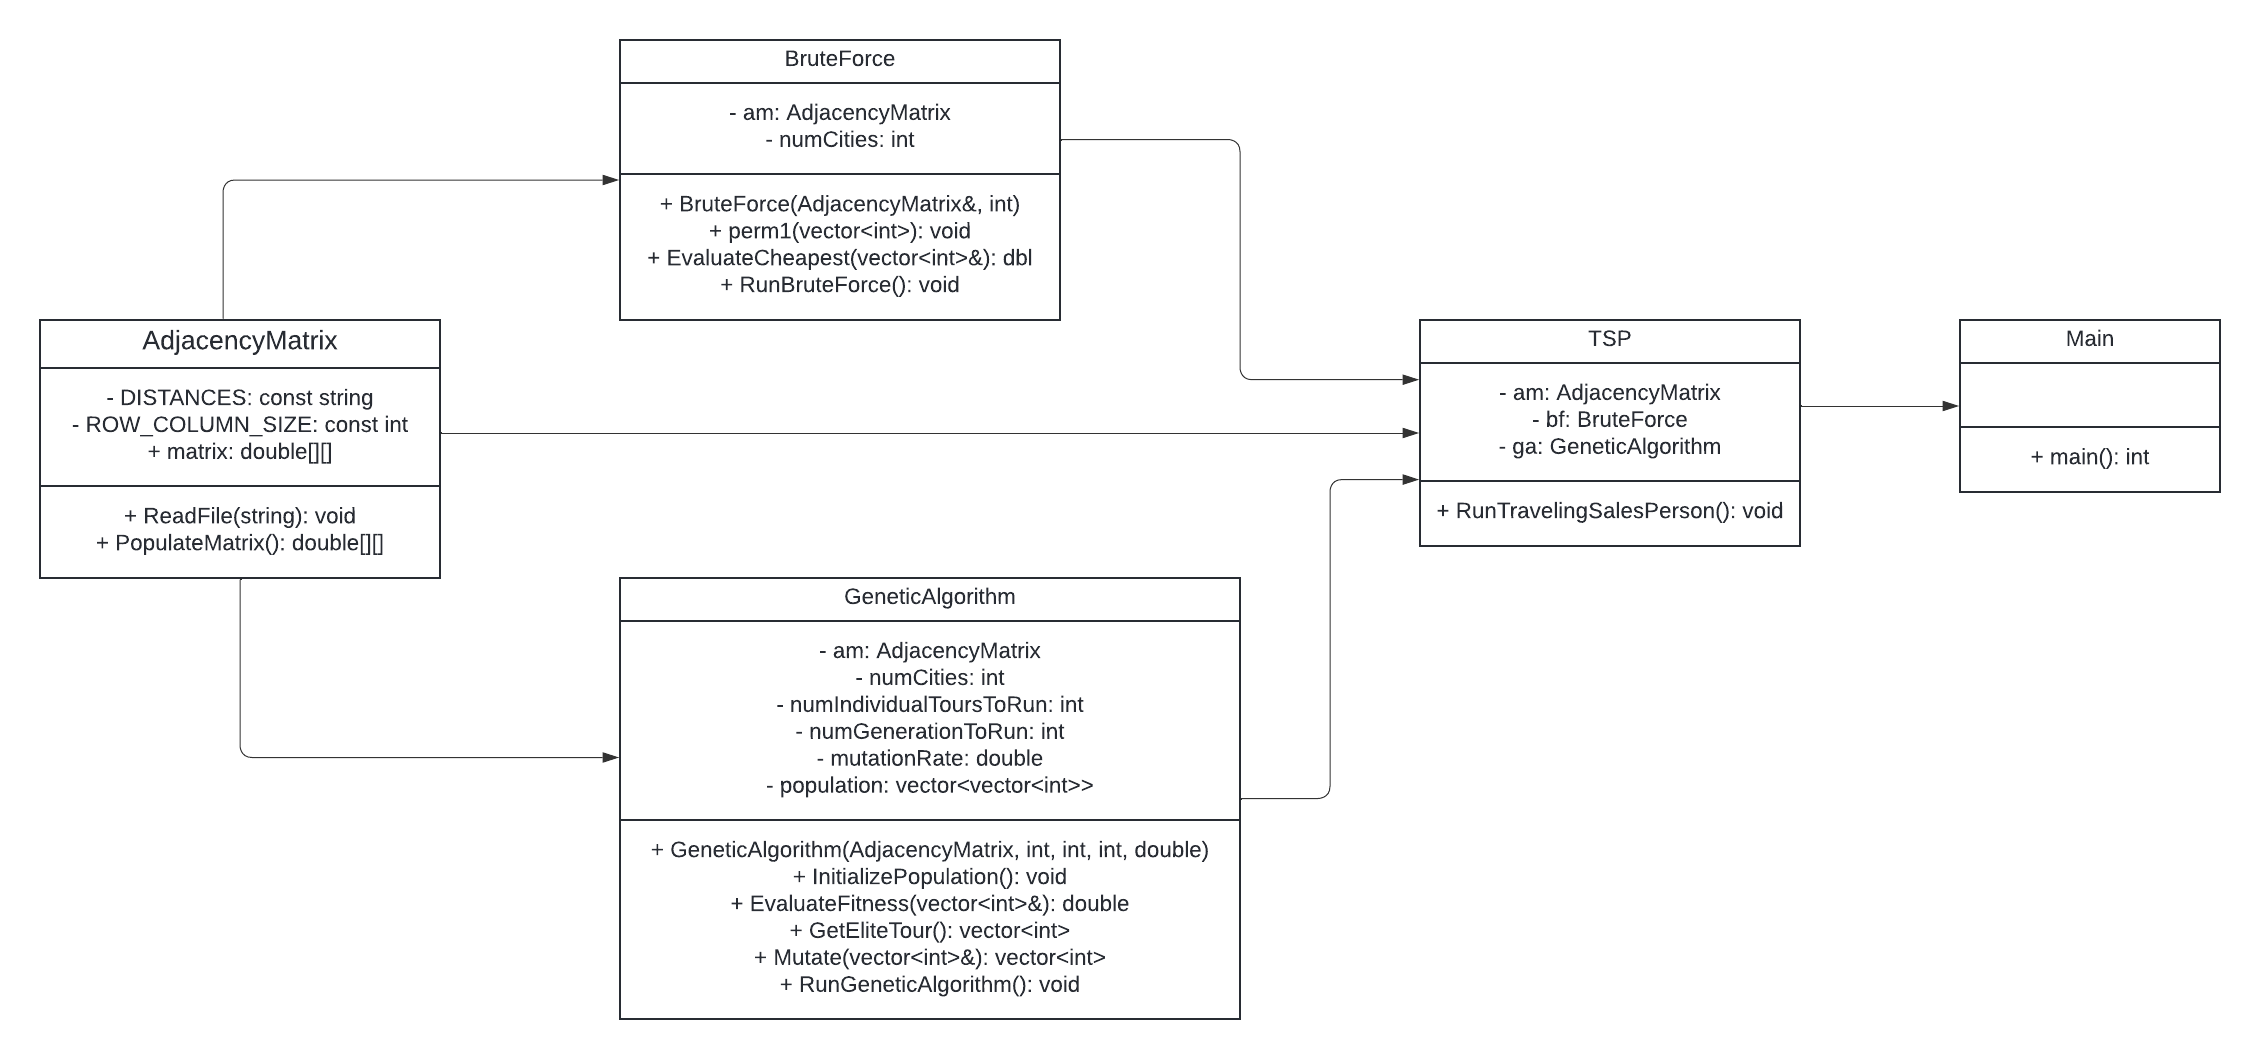 BruteForce
- am: AdjacencyMatrix
- numCities: int
+ BruteForce(AdjacencyMatrix&, int)
+ perm1(vector<int>): void
+ EvaluateCheapest(vector<int>&): dbl
+ RunBruteForce(): void
AdjacencyMatrix
- DISTANCES: const string
- ROW_COLUMN_SIZE: const int
+ matrix: double[][]
+ ReadFile(string): void
+ PopulateMatrix(): double[][]
TSP
- am: AdjacencyMatrix
- bf: BruteForce
- ga: GeneticAlgorithm
+ RunTravelingSalesPerson(): void
Main
+ main(): int
GeneticAlgorithm
- am: AdjacencyMatrix
- numCities: int
- numIndividualToursToRun: int
- numGenerationToRun: int
- mutationRate: double
- population: vector<vector<int>>
+ GeneticAlgorithm(AdjacencyMatrix, int, int, int, double)
+ InitializePopulation(): void
+ EvaluateFitness(vector<int>&): double
+ GetEliteTour(): vector<int>
+ Mutate(vector<int>&): vector<int>
+ RunGeneticAlgorithm(): void